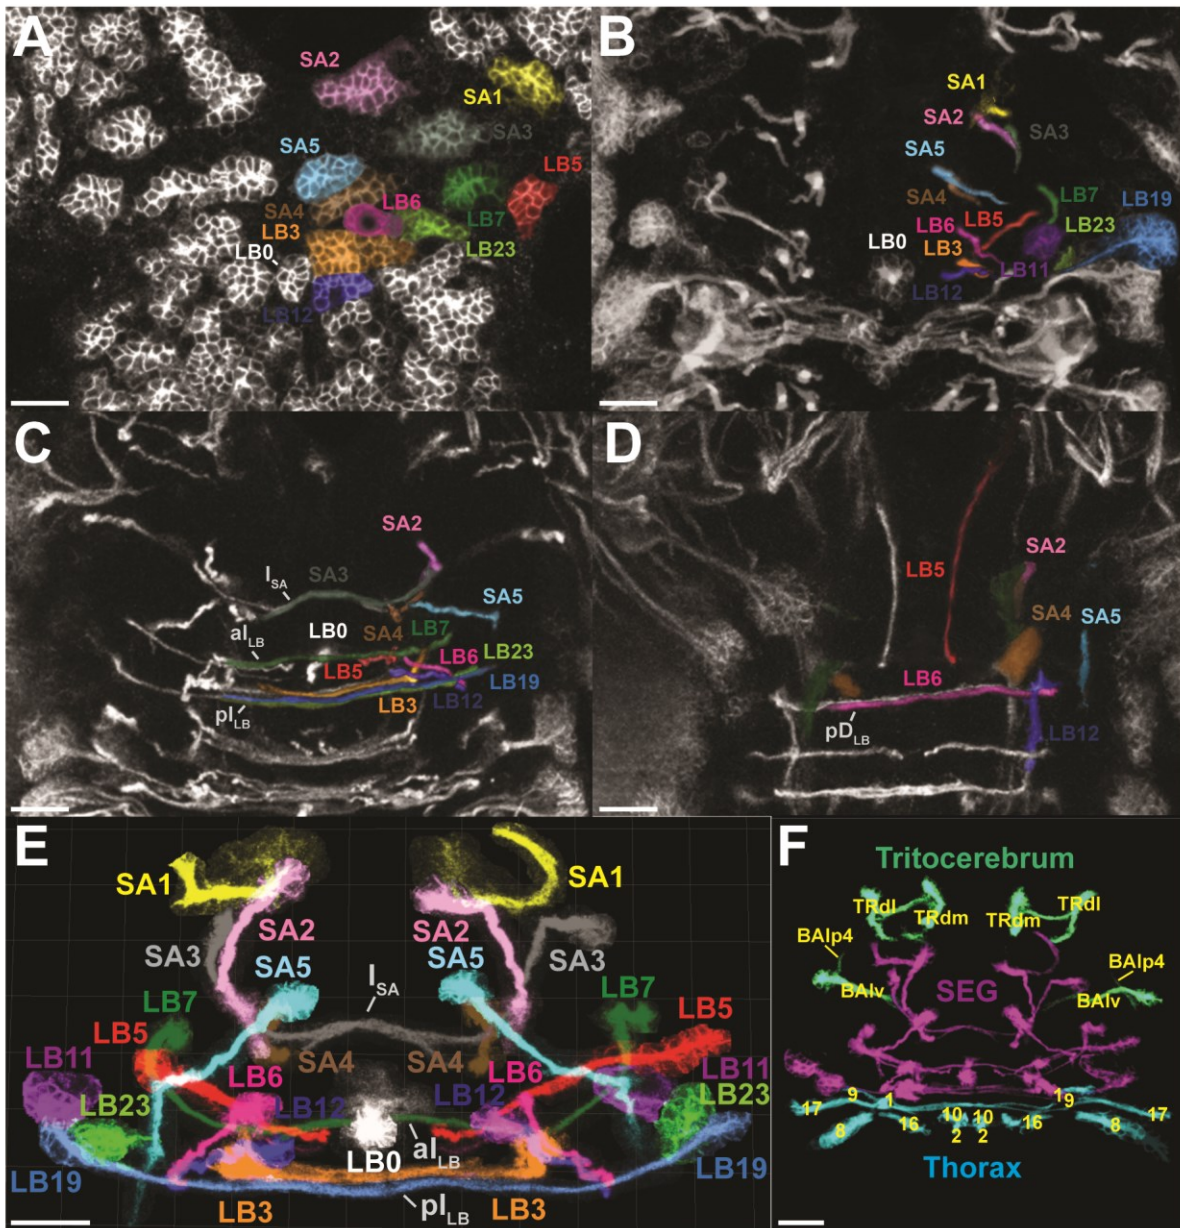 A
SA2
SA1
SA3
SA5
LB5
LB6
SA4
LB7
LB3
LB23
LB0
LB12
B
SA1
SA2
SA3
SA5
SA4
LB7
LB19
LB6
LB5
LB23
LB0
LB3
LB11
LB12
C
SA2
lSA
SA3
SA5
alLB
LB0
SA4
LB7
LB5
LB6
LB23
LB19
LB3
LB12
plLB
D
LB5
SA2
SA4
SA5
LB6
pDLB
LB12
E
SA1
SA1
SA2
SA2
SA3
SA3
SA5
SA5
lSA
LB7
LB7
LB5
LB5
SA4
SA4
LB11
LB6
LB6
LB11
LB12
LB12
LB23
LB23
LB0
alLB
LB19
LB19
LB3
LB3
plLB
F
Tritocerebrum
TRdl
TRdm
TRdm
TRdl
BAlp4
BAlp4
BAlv
BAlv
SEG
17
9
1
1
9
17
8
16
10
10
16
8
2
2
Thorax